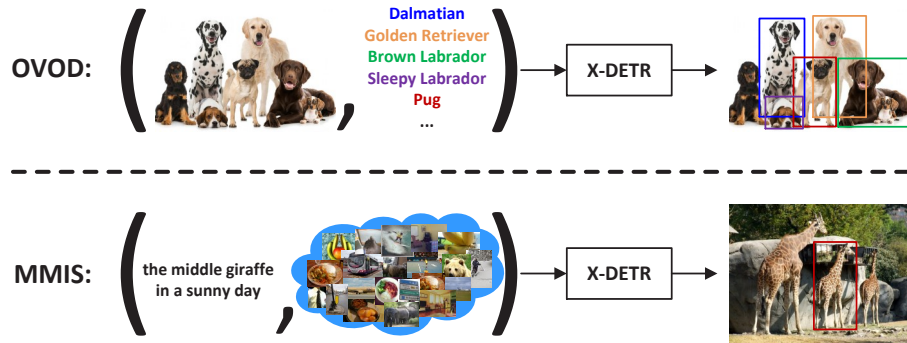 OVOD:
Dalmatian
Golden Retriever
Brown Labrador
Sleepy Labrador
Pug
...
X-DETR
MMIS:
the middle giraffe
in a sunny day
X-DETR